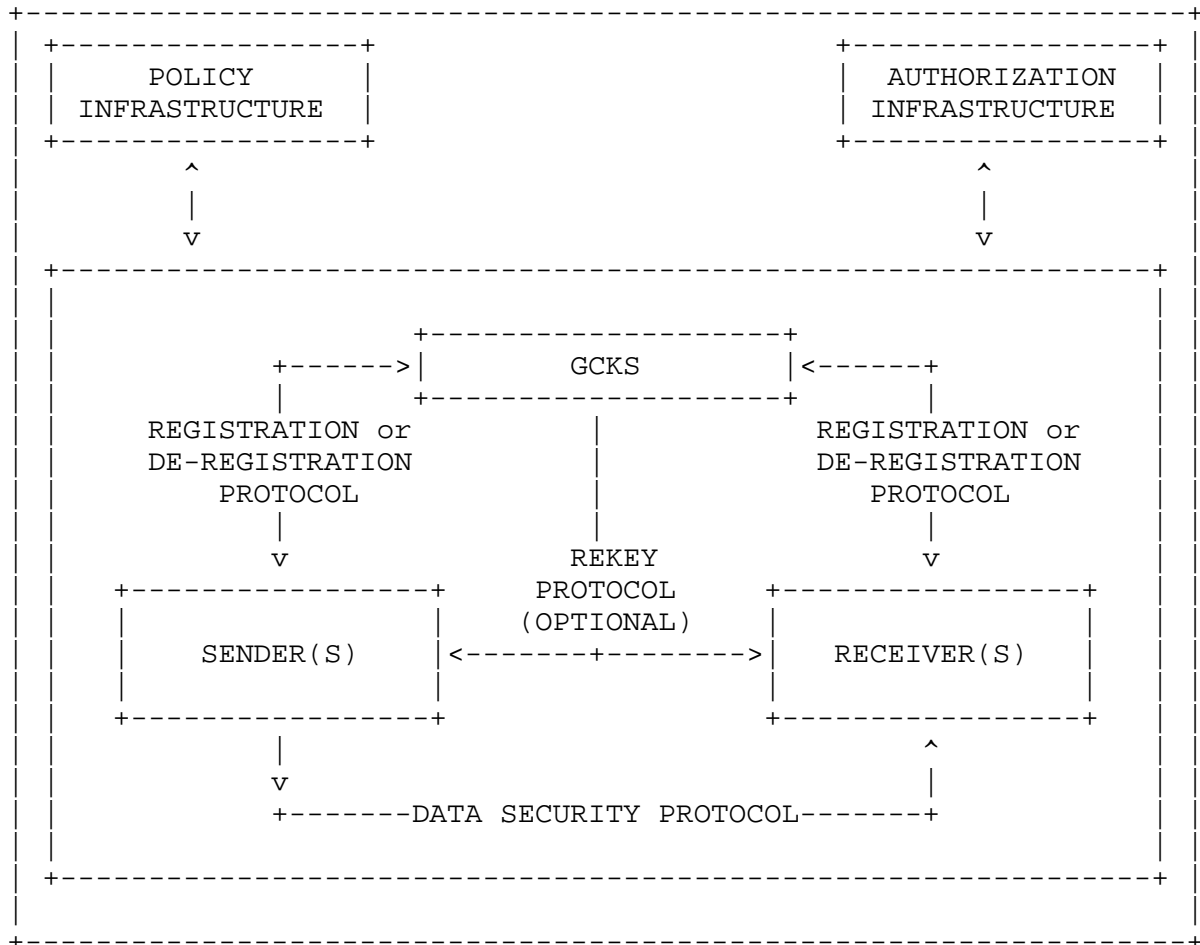 POLICY
INFRASTRUCTURE
AUTHORIZATION
INFRASTRUCTURE
GCKS
REGISTRATION or
DE-REGISTRATION
PROTOCOL
REGISTRATION or
DE-REGISTRATION
PROTOCOL
REKEY
PROTOCOL
(OPTIONAL)
SENDER(S)
RECEIVER(S)
DATA SECURITY PROTOCOL